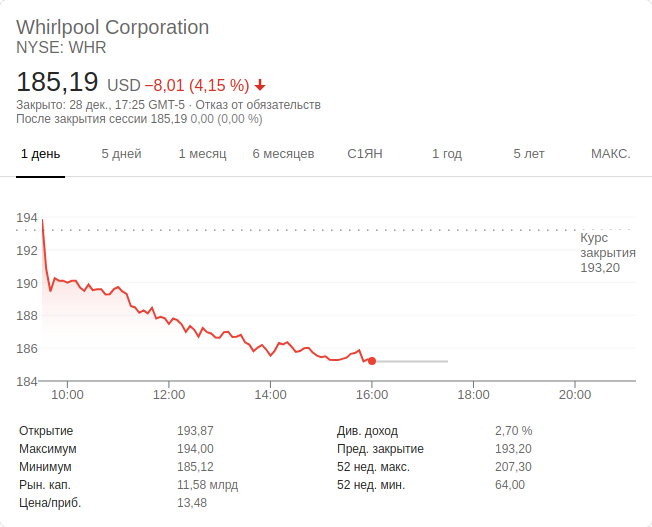 Whirlpool Corporation
NYSE: WHR
185,19 USD −8,01 (4,15 %)
Закрыто: 28 дек., 17:25 GMT-5 · Отказ от обязательств
После закрытия сессии 185,19 0,00 (0,00 %)
1 день 5 дней 1 месяц 6 месяцев С1ЯН 1 год 5 лет МАКС.
194
Курс
закрытия
193,20
192
190
188
186
184
10:00 12:00 14:00 16:00 18:00 20:00
Открытие 193,87 Див. доход 2,70 %
Максимум 194,00 Пред. закрытие 193,20
Минимум 185,12 52 нед. макс. 207,30
Рын. кап. 11,58 млрд 52 нед. мин. 64,00
Цена/приб. 13,48